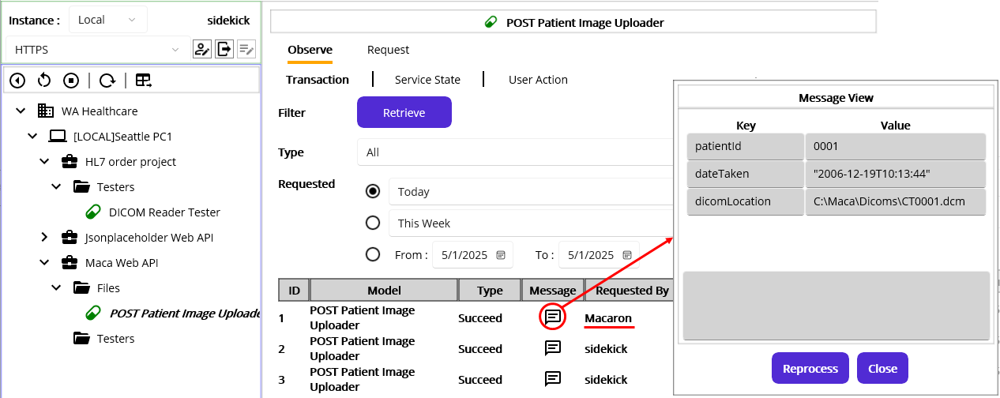 Instance : Local sidekick
HTTPS
WA Healthcare
[LOCAL]Seattle PC1
HL7 order project
Testers
DICOM Reader Tester
Jsonplaceholder Web API
Maca Web API
Files
POST Patient Image Uploade
Testers
POST Patient Image Uploader
Observe Request
Transaction Service State User Action
Filter Retrieve
Type All
Requested Today
This Week
From : 5/1/2025 To : 5/1/2025
ID Model Type Message Requested By
1 POST Patient Image Uploader Succeed Macaron
2 POST Patient Image Uploader Succeed sidekick
3 POST Patient Image Uploader Succeed sidekick
Message View
Key Value
patientId 0001
dateTaken "2006-12-19T10:13:44"
dicomLocation C:\Maca\Dicoms\CT0001.dcm
Reprocess Close